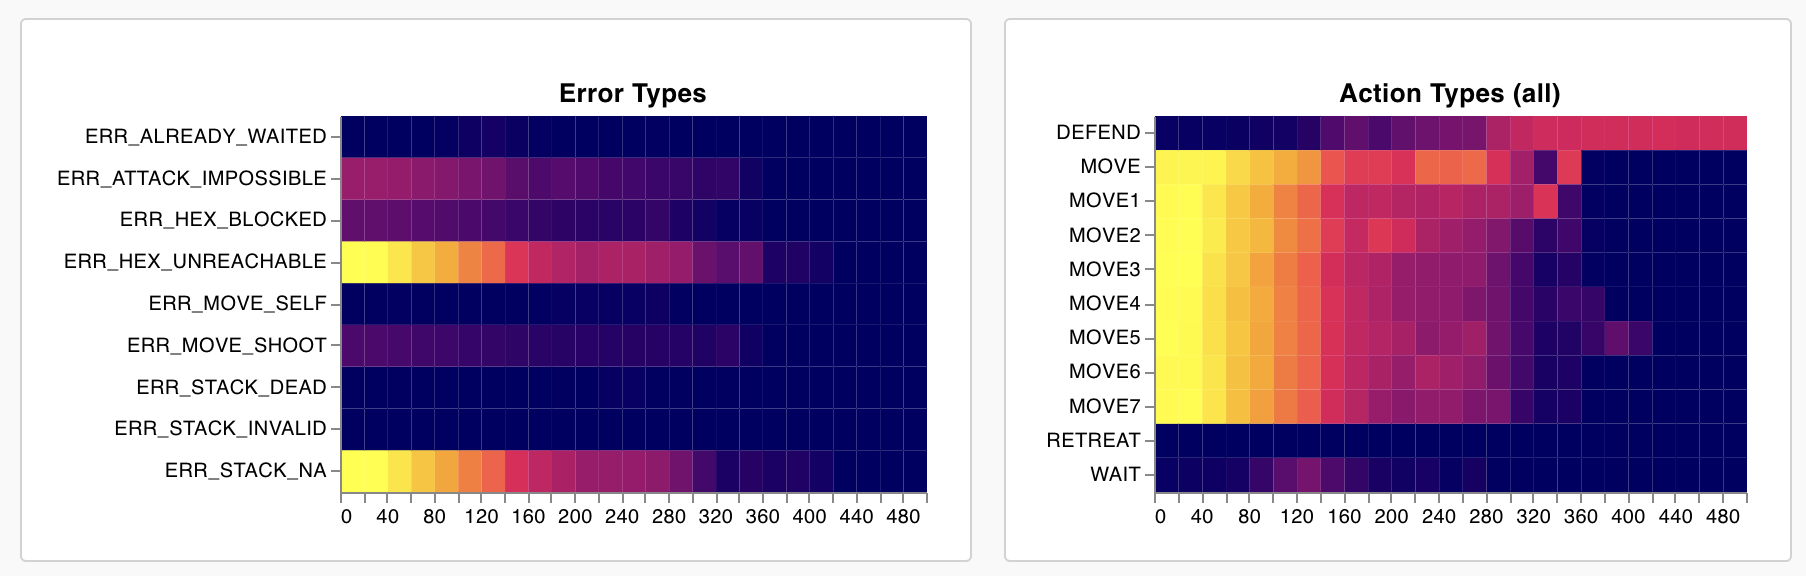 Error Types
ERR_ALREADY_WAITED
ERR_ATTACK_IMPOSSIBLE
ERR_HEX_BLOCKED
ERR_HEX_UNREACHABLE
ERR_MOVE_SELF
ERR_MOVE_SHOOT
ERR_STACK_DEAD
ERR_STACK_INVALID
ERR_STACK_NA
0 40 80 120 160 200 240 280 320 360 400 440 480
Action Types (all)
DEFEND
MOVE
MOVE1
MOVE2
MOVE3
MOVE4
MOVE5
MOVE6
MOVE7
RETREAT
WAIT
0 40 80 120 160 200 240 280 320 360 400 440 480